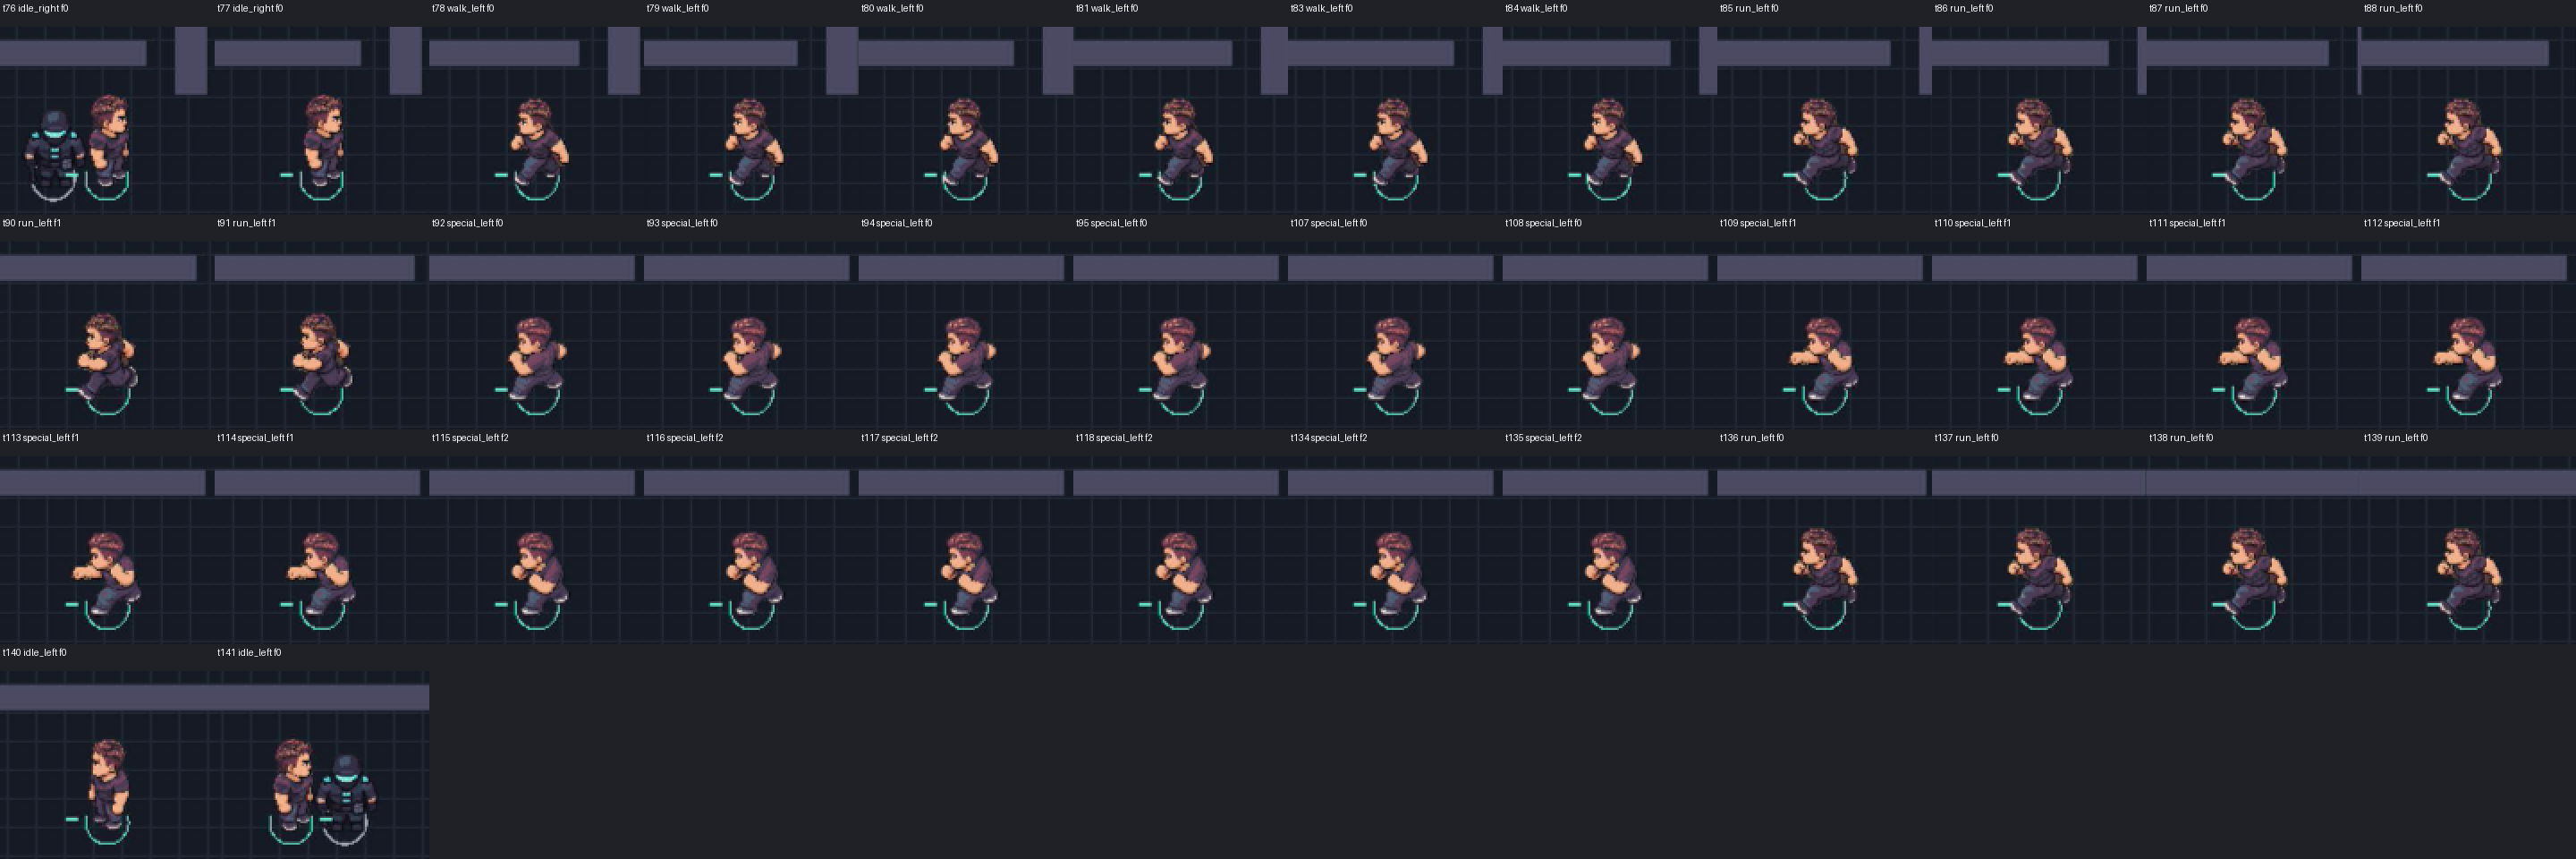 t76 idle_right f0 t77 idle_right f0 t78 walk_left f0 t79 walk_left f0 t80 walk_left f0 t81 walk_left f0 t83 walk_left f0 t84 walk_left f0 t85 run_left f0 t86 run_left f0 t87 run_left f0 t88 run_left f0
t90 run_left f1 t91 run_left f1 t92 special_left f0 t93 special_left f0 t94 special_left f0 t95 special_left f0 t107 special_left f0 t108 special_left f0 t109 special_left f1 t110 special_left f1 t111 special_left f1 t112 special_left f1
t113 special_left f1 t114 special_left f1 t115 special_left f2 t116 special_left f2 t117 special_left f2 t118 special_left f2 t134 special_left f2 t135 special_left f2 t136 run_left f0 t137 run_left f0 t138 run_left f0 t139 run_left f0
t140 idle_left f0 t141 idle_left f0